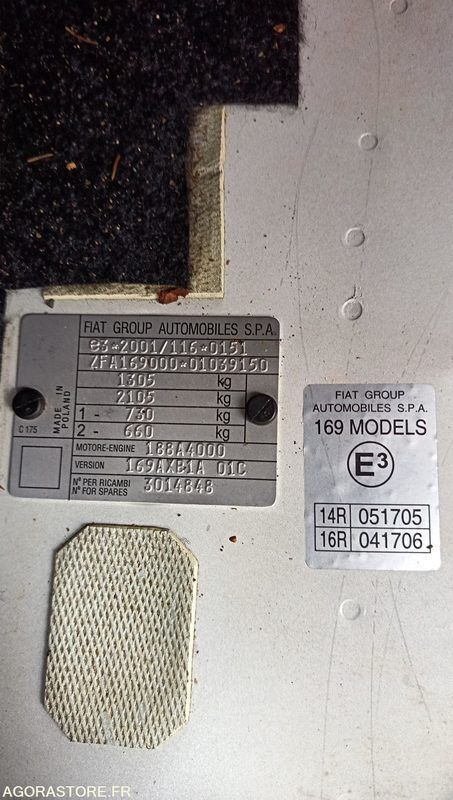 FIAT GROUP AUTOMOBILES S.P.A.
e3*2001/116*0151
ZFA169000*01039150
1305 kg
2105 kg
1 - 730 kg
2 - 660 kg
MADE IN
POLAND
C 175
MOTORE-ENGINE 188A4000
VERSION 169AXB1A 01C
N° PER RICAMBI
N° FOR SPARES 3014848
FIAT GROUP
AUTOMOBILES S.P.A.
169 MODELS
E3
14R 051705
16R 041706
AGORASTORE.FR